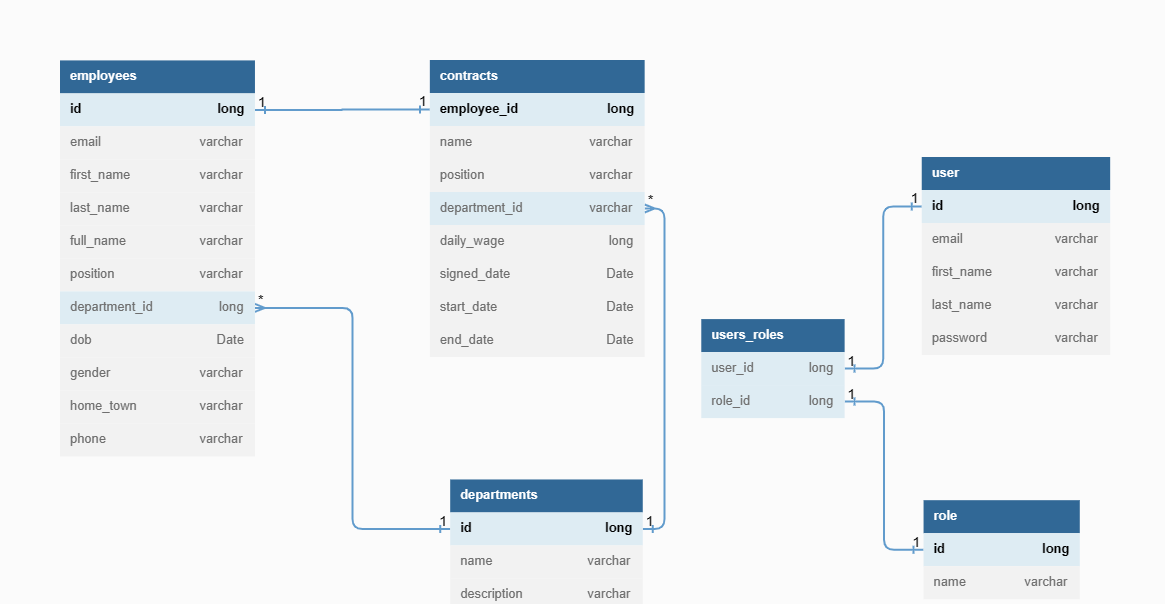 employees
id long 1
email varchar
first_name varchar
last_name varchar
full_name varchar
position varchar
department_id long *
dob Date
gender varchar
home_town varchar
phone varchar
contracts
1 employee_id long
name varchar
position varchar
department_id varchar *
daily_wage long
signed_date Date
start_date Date
end_date Date
departments
1 id long 1
name varchar
description varchar
users_roles
user_id long 1
role_id long 1
user
1 id long
email varchar
first_name varchar
last_name varchar
password varchar
role
1 id long
name varchar